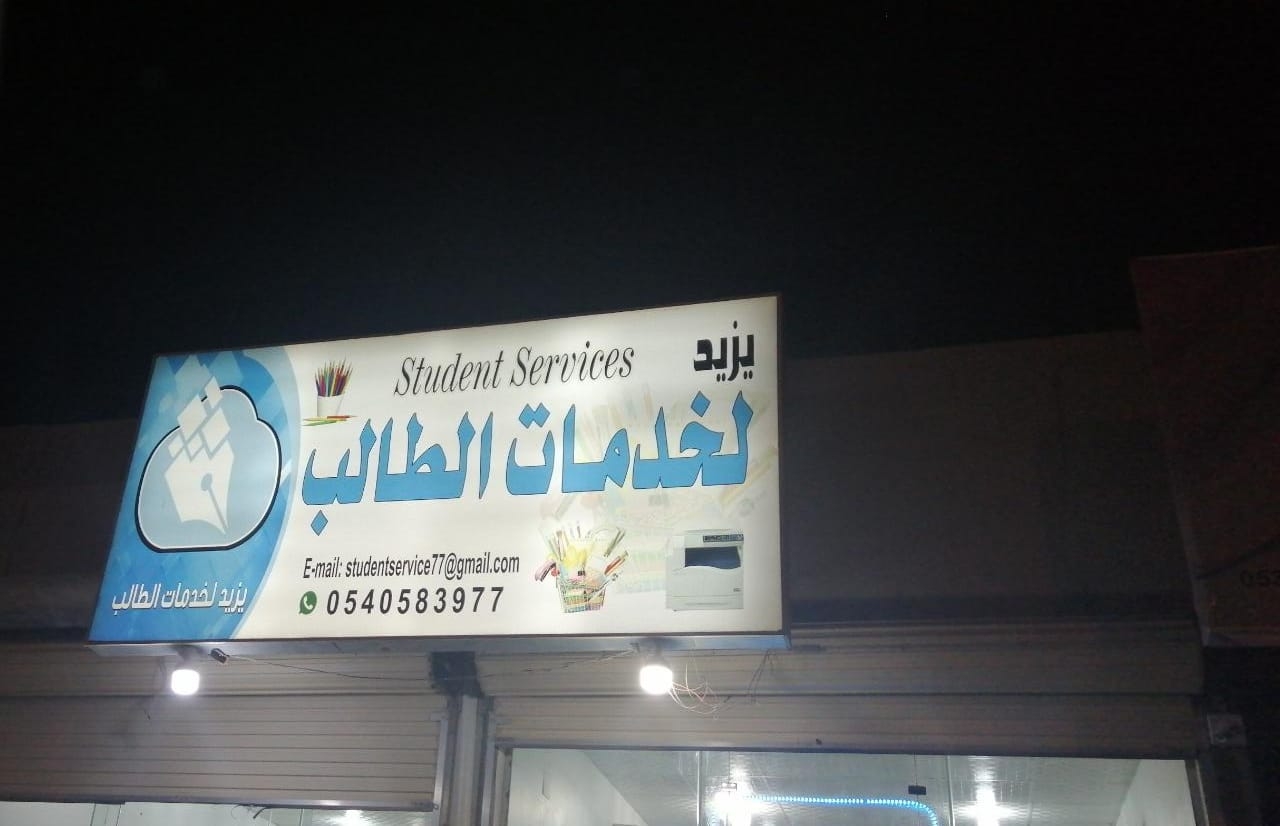 Student Services
يزيد
لخدمات الطالب
E-mail: studentservice77@gmail.com
0540583977
يزيد لخدمات الطالب